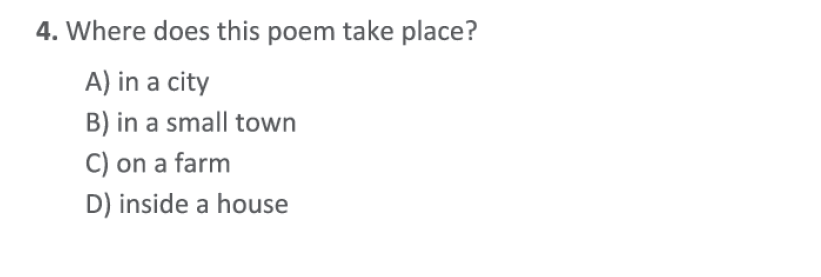 4. Where does this poem take place?
A) in a city
B) in a small town
C) on a farm
D) inside a house